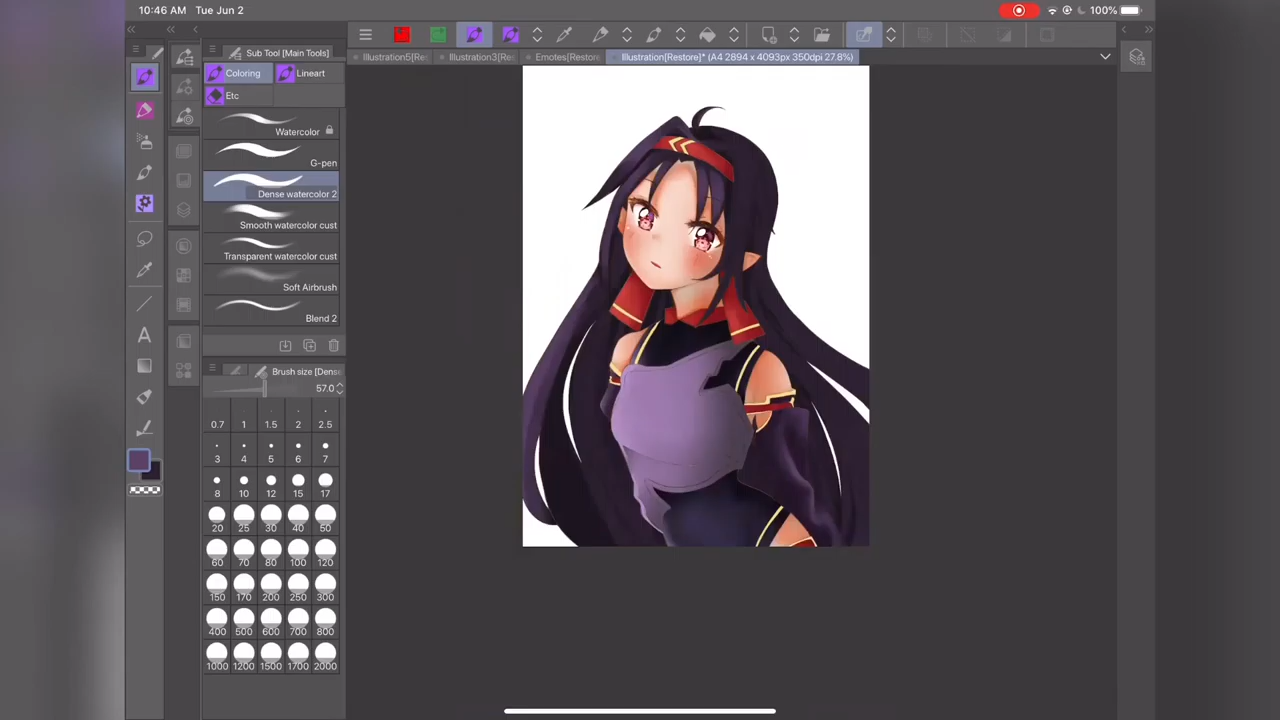 10:46 AM Tue Jun 2
100%
Sub Tool [Main Tools]
Coloring
Lineart
Etc
Illustration5[Re
Illustration3[Re
Emotes[Restore
Illustration[Restore]* (A4 2894 x 4093px 350dpi 27.8%)
Watercolor
G-pen
Dense watercolor 2
Smooth watercolor cust
Transparent watercolor cust
Soft Airbrush
Blend 2
Brush size [Dens
57.0
0.7 1 1.5 2 2.5
3 4 5 6 7
8 10 12 15 17
20 25 30 40 50
60 70 80 100 120
150 170 200 250 300
400 500 600 700 800
1000 1200 1500 1700 2000
A